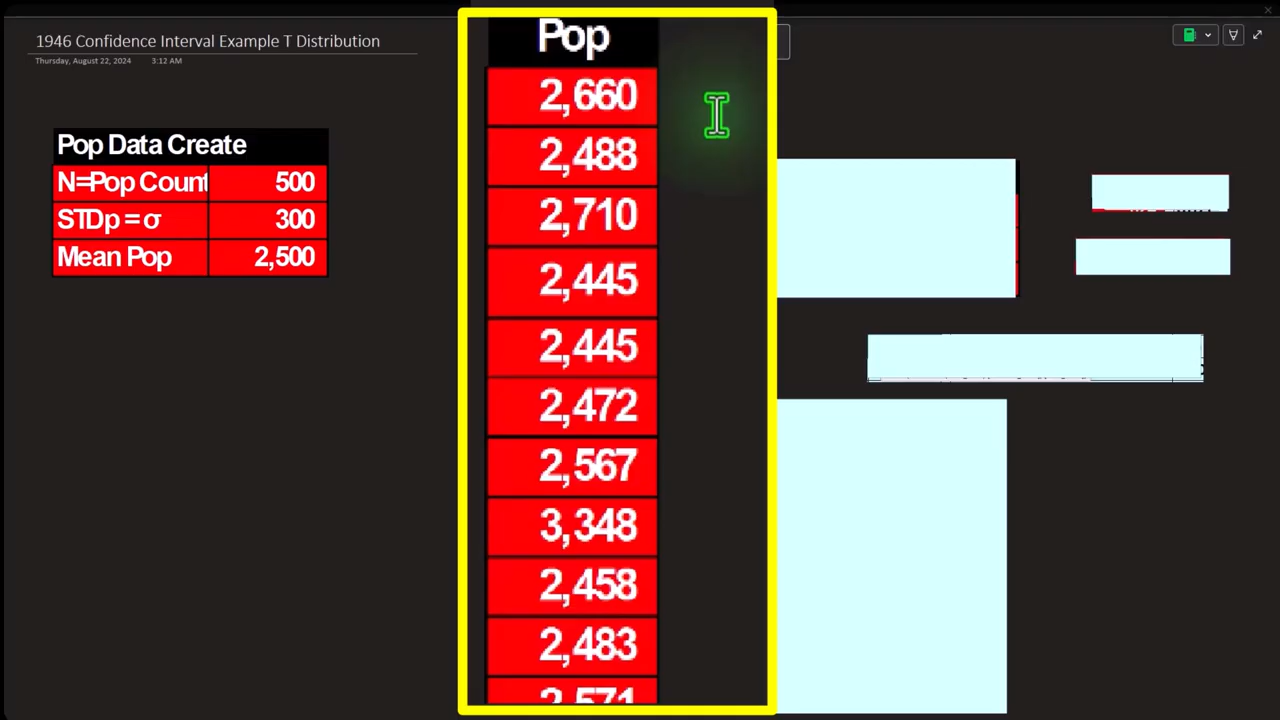 1946 Confidence Interval Example T Distribution
Thursday, August 22, 2024 3:12 AM
Pop Data Create
N=Pop Count 500
STDp = σ 300
Mean Pop 2,500
Pop
2,660
2,488
2,710
2,445
2,445
2,472
2,567
3,348
2,458
2,483
2,571